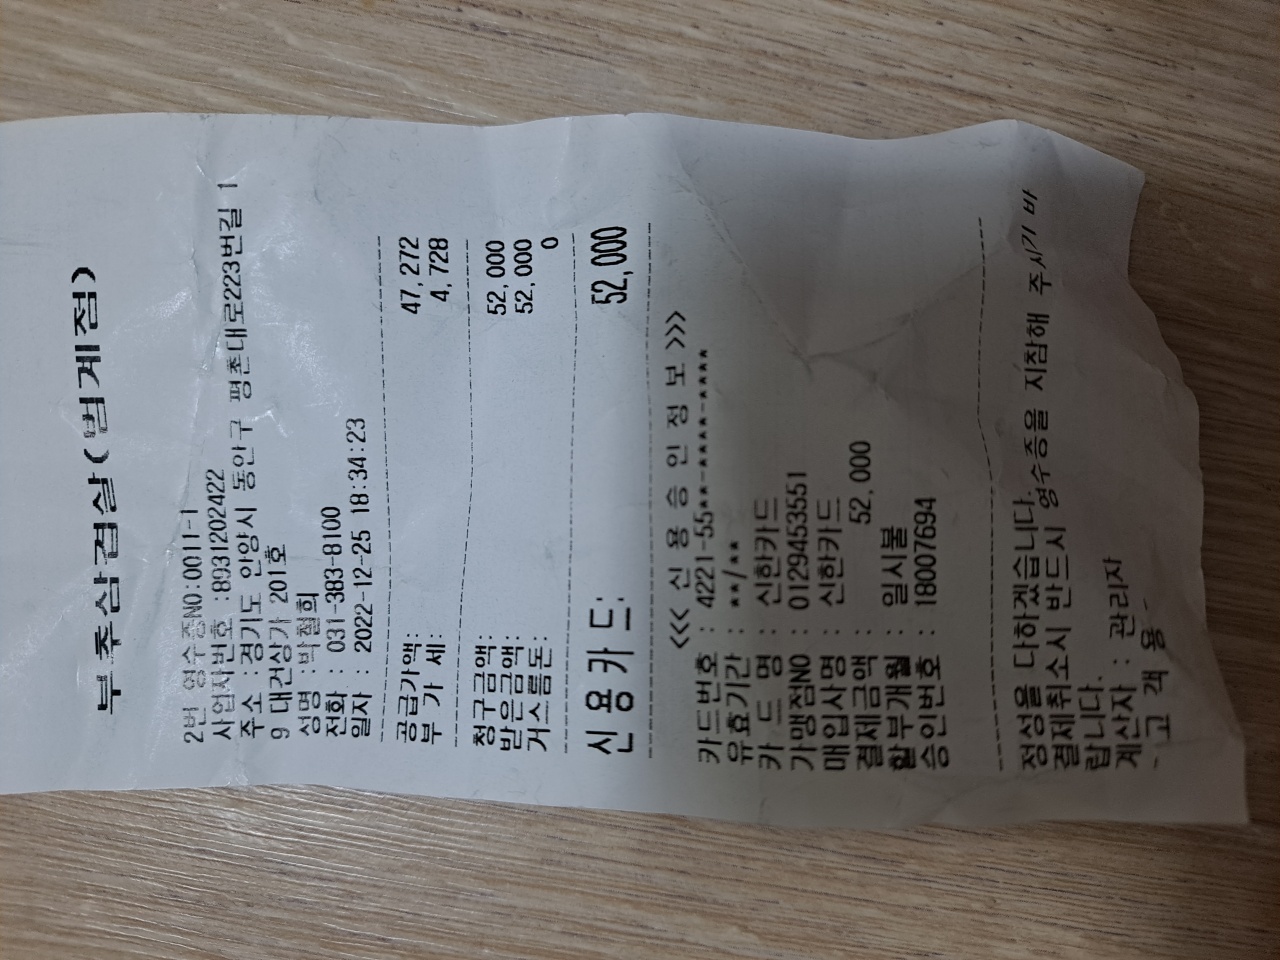 부추삼겹살(범계점)
2번 영수증NO:0011-1
사업자번호 :8931202422
주소 :경기도 안양시 동안구 평촌대로223번길 1
9 대건상가 201호
성명 :박철희
전화 : 031-383-8100
일자 : 2022-12-25 18:34:23
공급가액: 47,272
부 가 세: 4,728
청구금액: 52,000
받은금액: 52,000
거스름돈: 0
신용카드: 52,000
<<< 신 용 승 인 정 보 >>>
카드번호 : 4221-55**-****-****
유효기간 : **/**
카 드 명 : 신한카드
가맹점NO : 01294535​51
매입사명 : 신한카드
결제금액 : 52,000
할부개월 : 일시불
승인번호 : 18007694
정성을 다하겠습니다.
결제취소시 반드시 영수증을 지참해 주시기 바
랍니다.
계산자 : 관리자
-고 객 용-